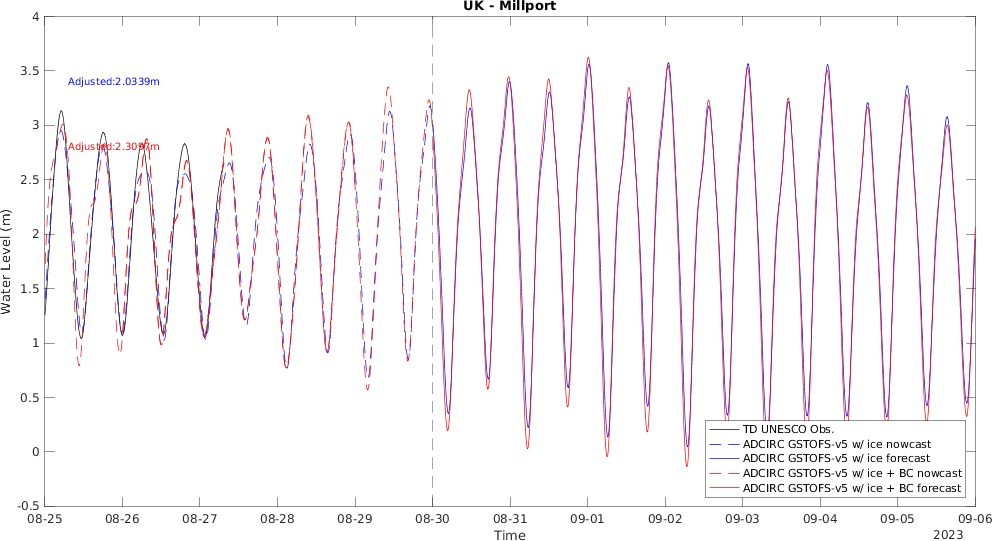 UK - Millport
4
3.5
3
2.5
2
1.5
1
0.5
0
-0.5
Water Level (m)
Adjusted:2.0339m
Adjusted:2.3097m
TD UNESCO Obs.
ADCIRC GSTOFS-v5 w/ ice nowcast
ADCIRC GSTOFS-v5 w/ ice forecast
ADCIRC GSTOFS-v5 w/ ice + BC nowcast
ADCIRC GSTOFS-v5 w/ ice + BC forecast
08-25 08-26 08-27 08-28 08-29 08-30 08-31 09-01 09-02 09-03 09-04 09-05 09-06
Time
2023